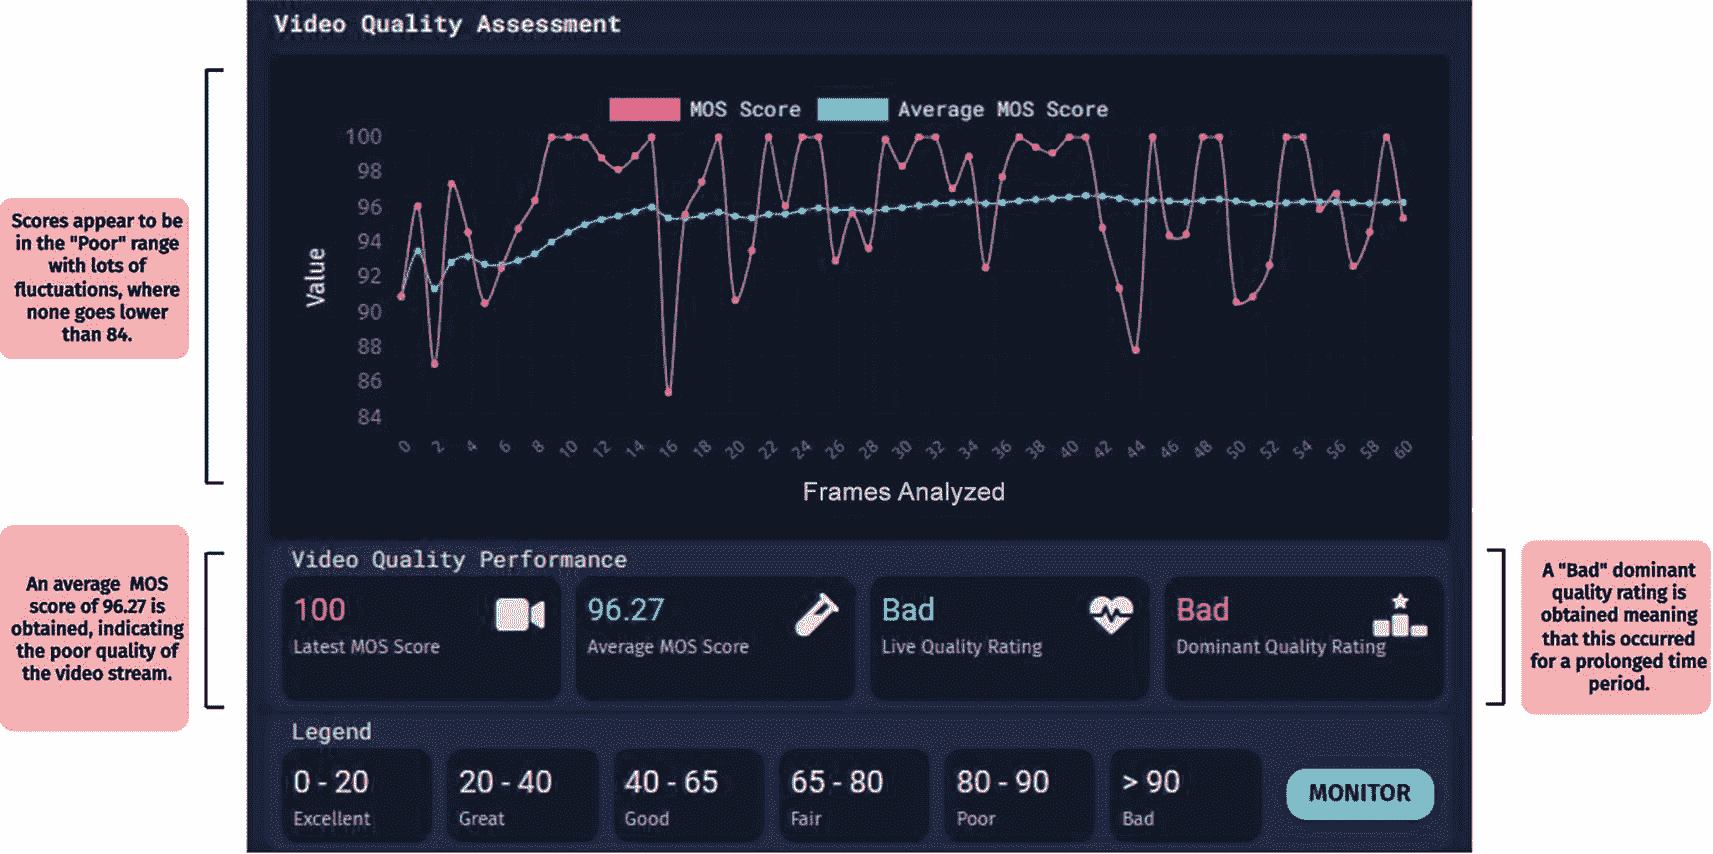 Video Quality Assessment
MOS Score
Average MOS Score
100
98
96
94
92
90
88
86
84
Value
0
2
4
6
8
10
12
14
16
18
20
22
24
26
28
30
32
34
36
38
40
42
44
46
48
50
52
54
56
58
60
Frames Analyzed
Scores appear to be
in the "Poor" range
with lots of
fluctuations, where
none goes lower
than 84.
Video Quality Performance
100
Latest MOS Score
96.27
Average MOS Score
Bad
Live Quality Rating
Bad
Dominant Quality Rating
An average MOS
score of 96.27 is
obtained, indicating
the poor quality of
the video stream.
A "Bad" dominant
quality rating is
obtained meaning
that this occurred
for a prolonged time
period.
Legend
0 - 20
Excellent
20 - 40
Great
40 - 65
Good
65 - 80
Fair
80 - 90
Poor
> 90
Bad
MONITOR